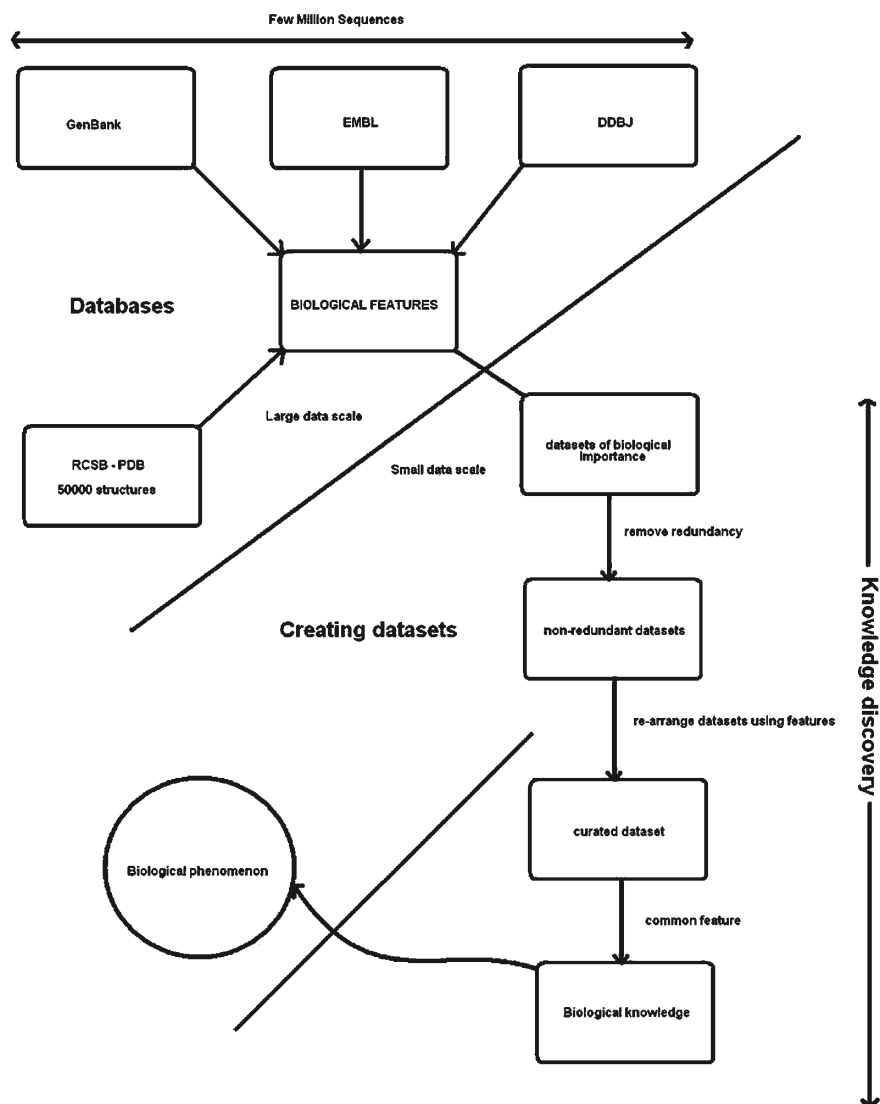 Few Million Sequences
GenBank
EMBL
DDBJ
Databases
BIOLOGICAL FEATURES
Large data scale
RCSB - PDB
50000 structures
Small data scale
datasets of biological
importance
remove redundancy
Creating datasets
non-redundant datasets
re-arrange datasets using features
Knowledge discovery
curated dataset
Biological phenomenon
common feature
Biological knowledge